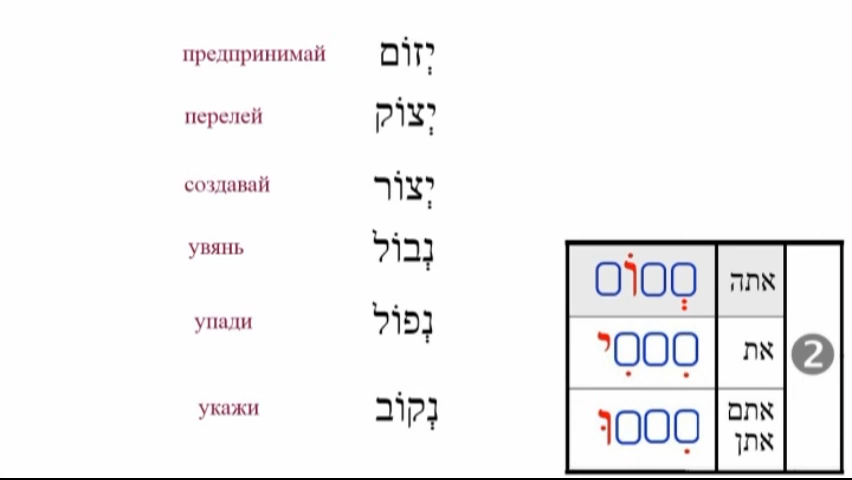 предпринимай יְזוֹם
перелей יְצוֹק
создавай יְצוֹר
увянь נְבוֹל
упади נְפוֹל
укажи נְקוֹב
אתה
את
אתם
אתן
2